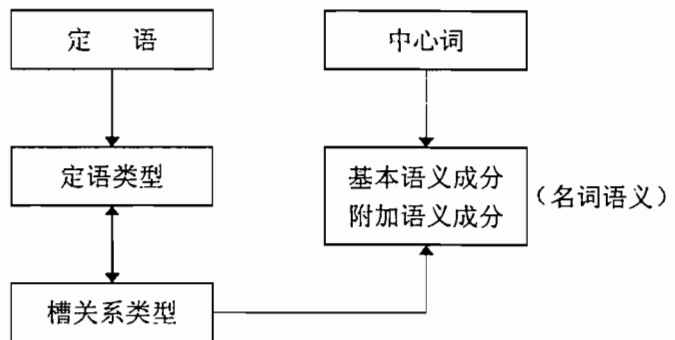 定 语
中心词
定语类型
基本语义成分
附加语义成分
（名词语义）
槽关系类型